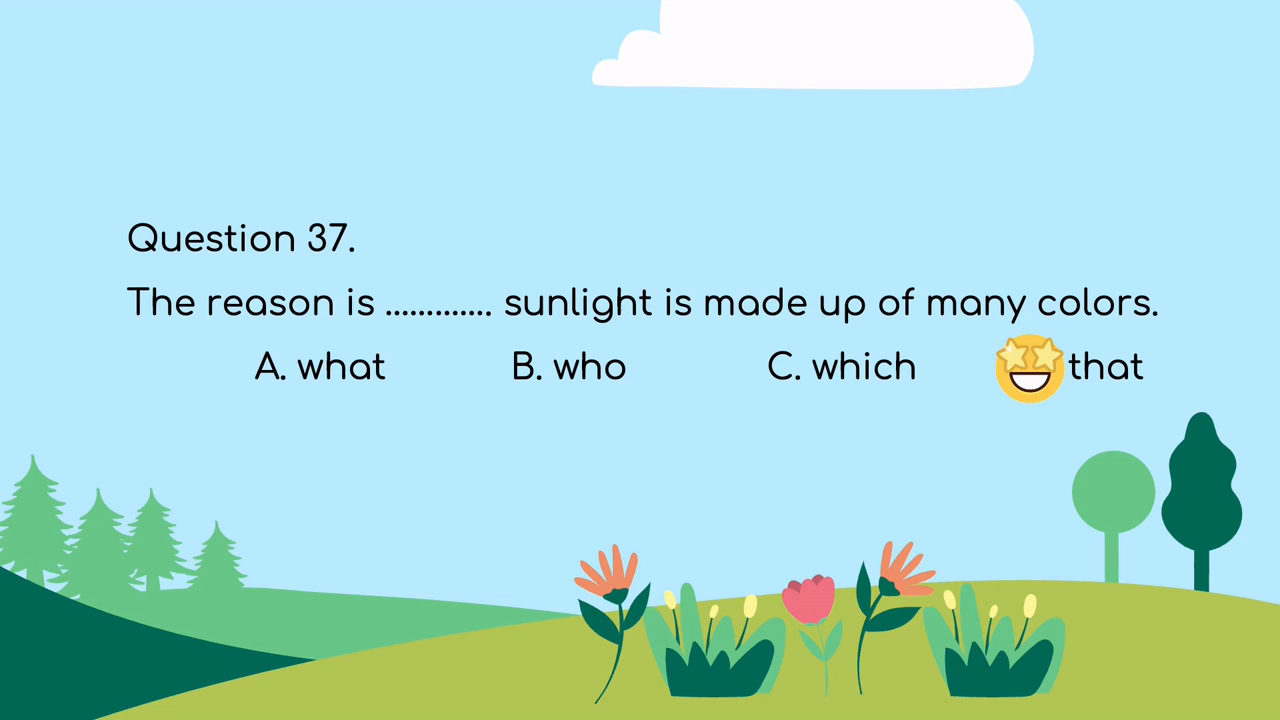 Question 37.
The reason is ............. sunlight is made up of many colors.
A. what B. who C. which that